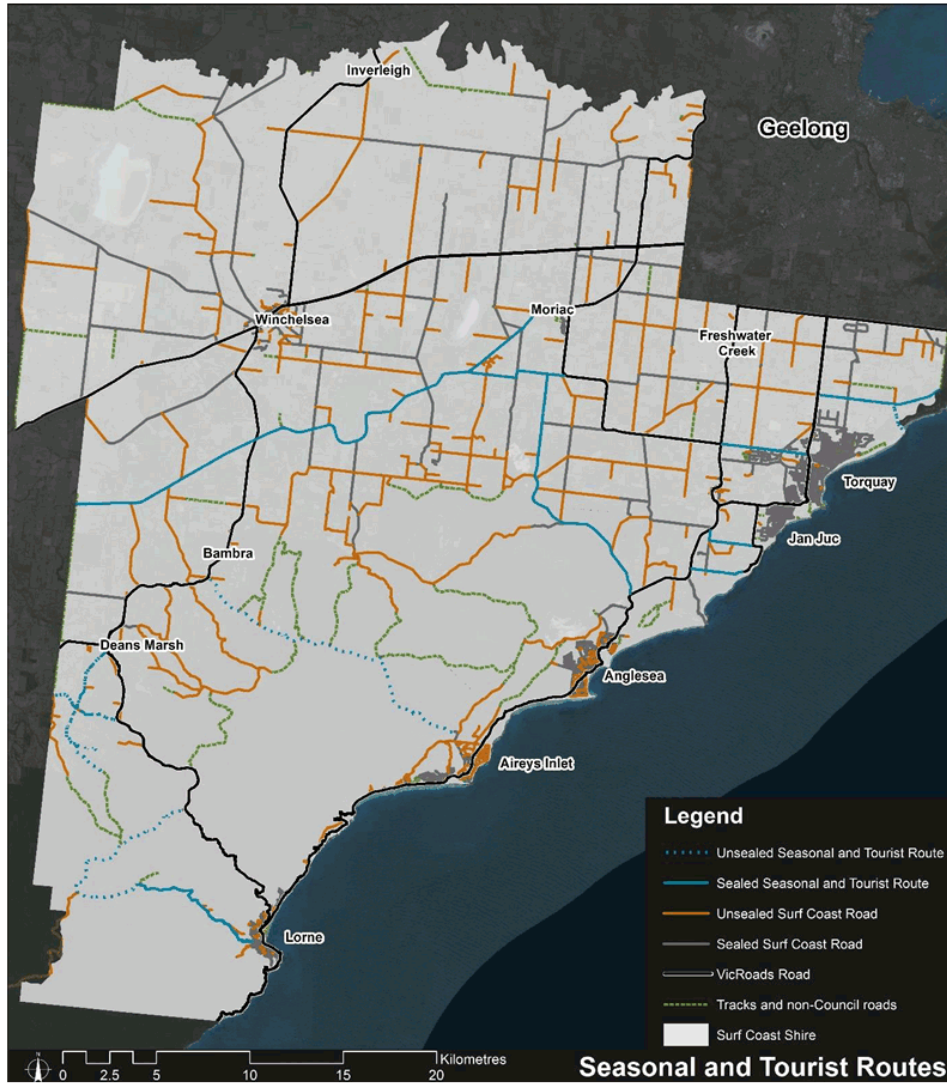 Inverleigh
Geelong
Winchelsea
Moriac
Freshwater
Creek
Torquay
Jan Juc
Bambra
Deans Marsh
Anglesea
Aireys Inlet
Lorne
Legend
Unsealed Seasonal and Tourist Route
Sealed Seasonal and Tourist Route
Unsealed Surf Coast Road
Sealed Surf Coast Road
VicRoads Road
Tracks and non-Council roads
Surf Coast Shire
N
Kilometres
0 2.5 5 10 15 20
Seasonal and Tourist Routes